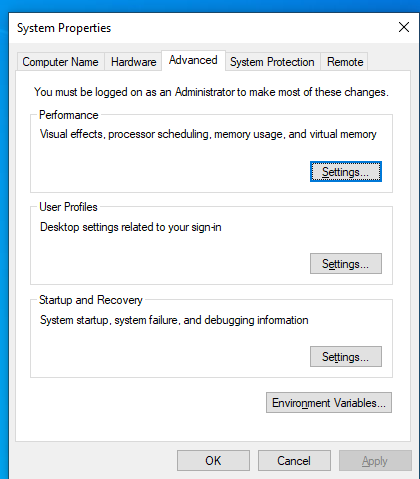 System Properties
Computer Name Hardware Advanced System Protection Remote
You must be logged on as an Administrator to make most of these changes.
Performance
Visual effects, processor scheduling, memory usage, and virtual memory
Settings...
User Profiles
Desktop settings related to your sign-in
Settings...
Startup and Recovery
System startup, system failure, and debugging information
Settings...
Environment Variables...
OK Cancel Apply